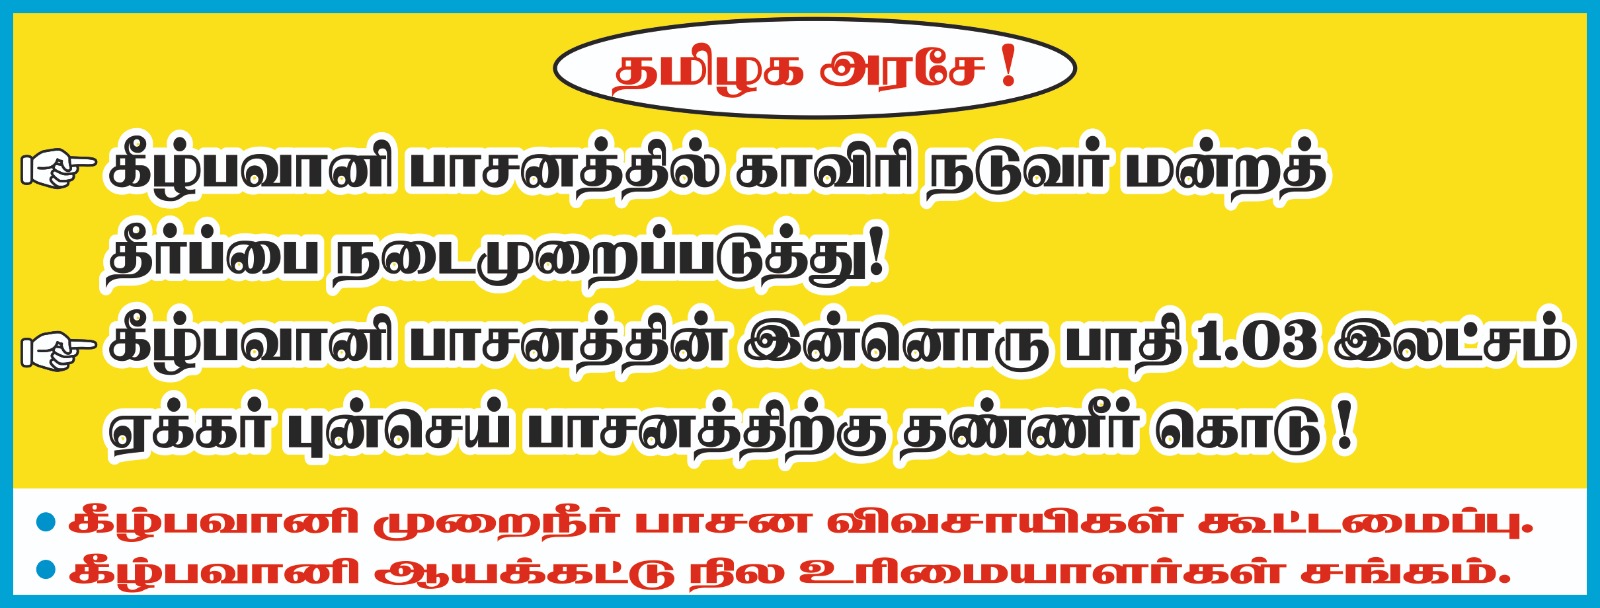 தமிழக அரசே !
கீழ்பவானி பாசனத்தில் காவிரி நடுவர் மன்றத்
தீர்ப்பை நடைமுறைப்படுத்து!
கீழ்பவானி பாசனத்தின் இன்னொரு பாதி 1.03 இலட்சம்
ஏக்கர் புன்செய் பாசனத்திற்கு தண்ணீர் கொடு !
• கீழ்பவானி முறைநீர் பாசன விவசாயிகள் கூட்டமைப்பு.
• கீழ்பவானி ஆயக்கட்டு நில உரிமையாளர்கள் சங்கம்.